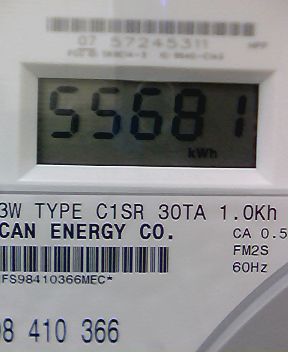 07 57245311
55681
kWh
3W TYPE C1SR 30TA 1.0Kh
CAN ENERGY CO.
CA 0.5
FM2S
60Hz
FS98410366MEC*
98 410 366